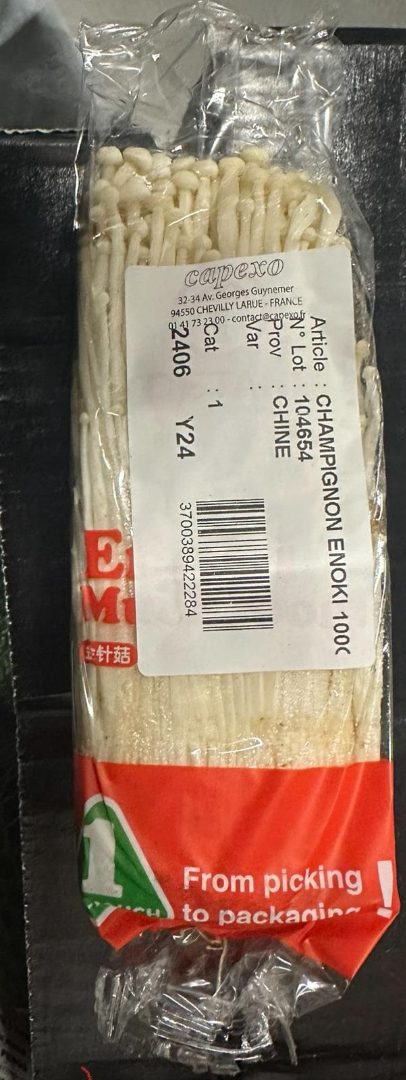 capexo
32-34 Av. Georges Guynemer
94550 CHEVILLY LARUE - FRANCE
01 41 73 23 00 - contact@capexo.fr
Article : CHAMPIGNON ENOKI 100
N° Lot : 104654
Prov : CHINE
Var :
Cat : 1
2406 Y24
3700389422284
E
M
针菇
1
From picking
to packaging!